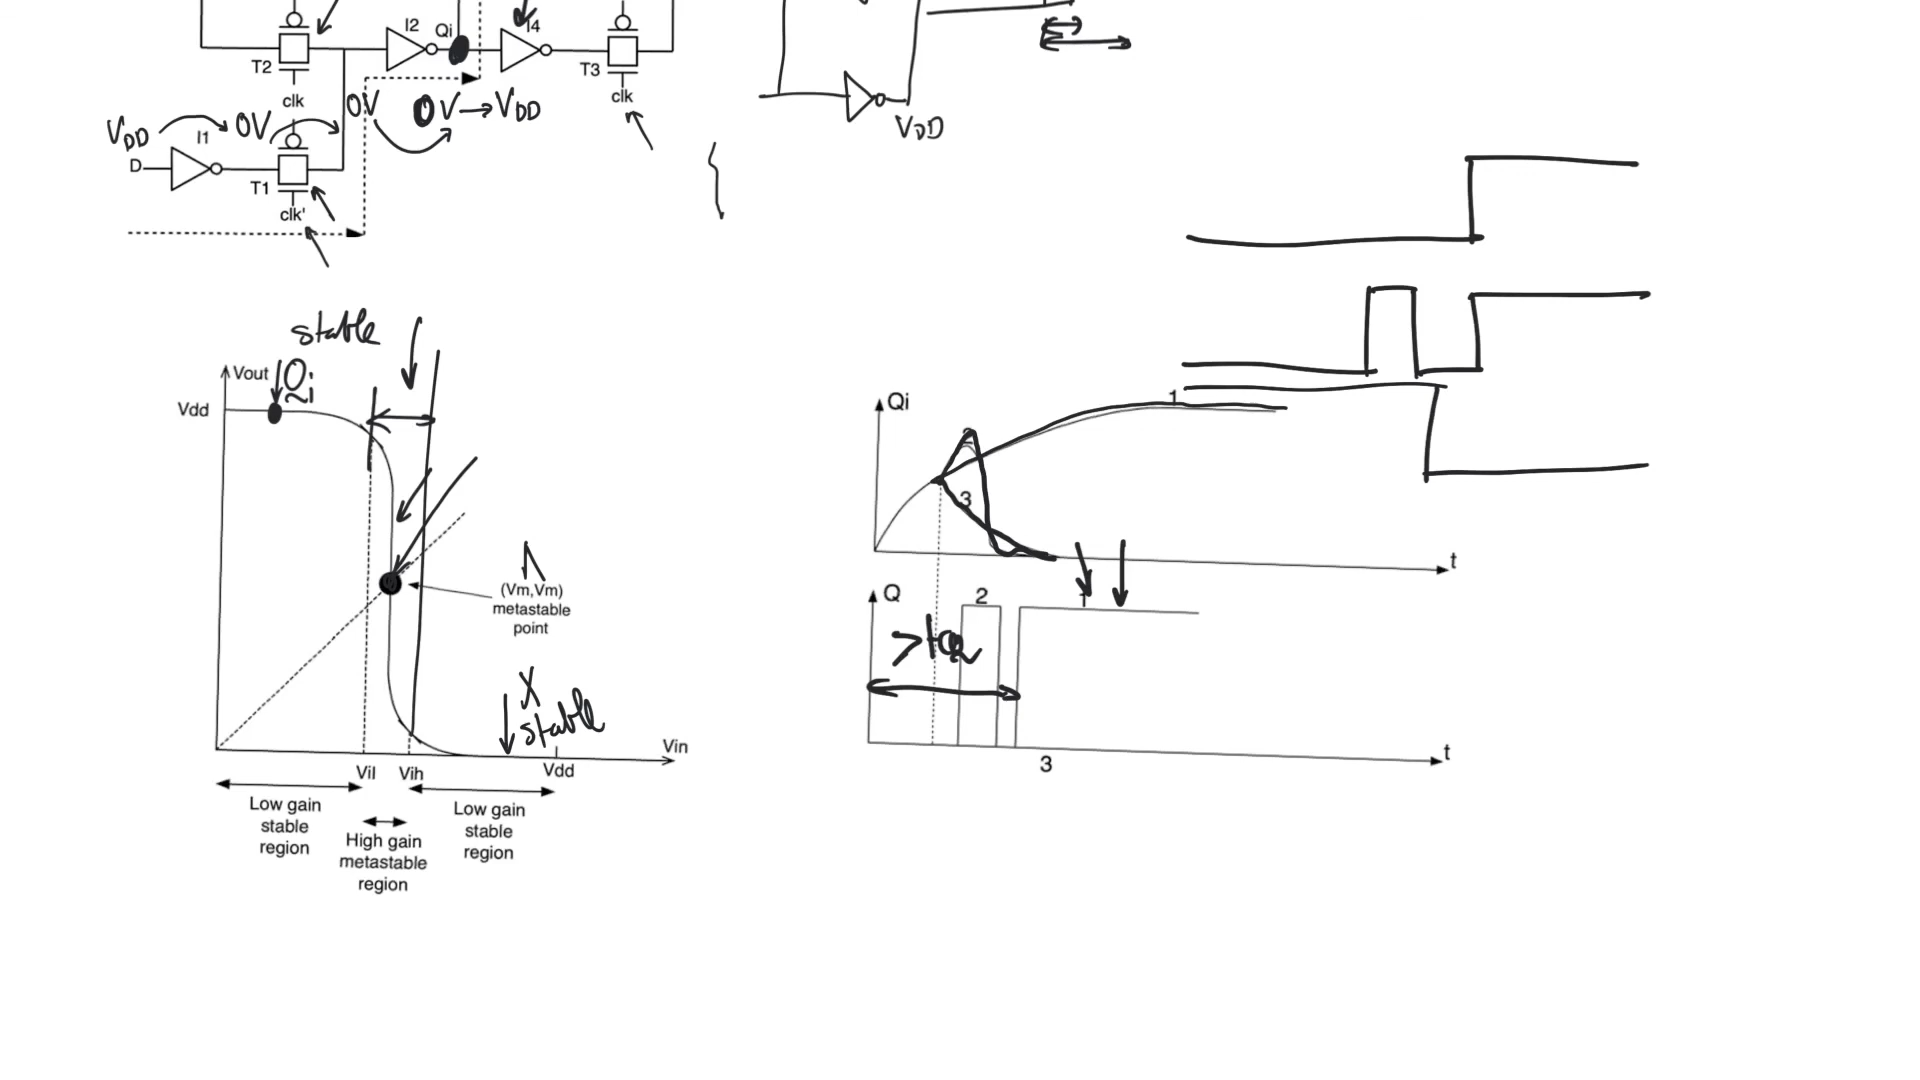 I2
Qi
I4
T2
T3
clk
clk
0V
0V → VDD
VDD
0V
I1
D
T1
clk'
VDD
stable
Vout
Qi
Vdd
(Vm,Vm)
metastable
point
X
stable
Vin
Vil
Vih
Vdd
Low gain
stable
region
High gain
metastable
region
Low gain
stable
region
Qi
1
2
3
t
Q
2
1
>tcq
t
3